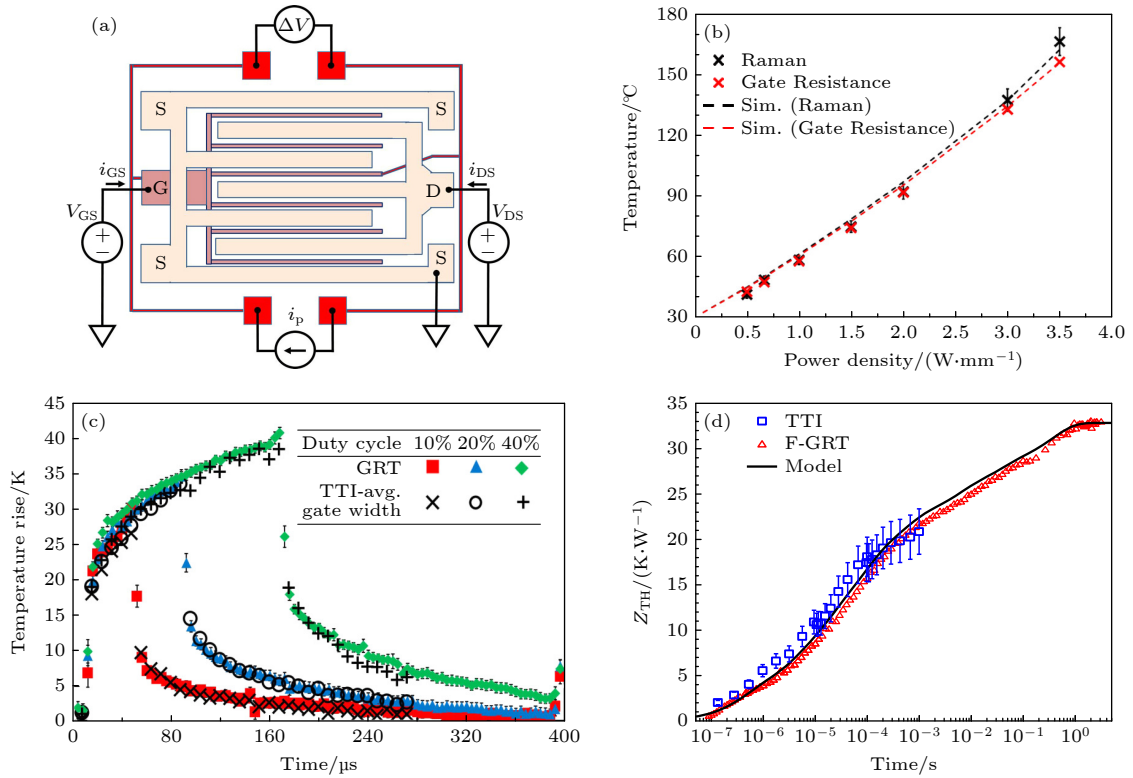 (a)
ΔV
S
S
i_GS
G
D
i_DS
V_GS
V_DS
+
−
+
−
S
S
i_p
(b)
Raman
Gate Resistance
Sim. (Raman)
Sim. (Gate Resistance)
Temperature/℃
180
150
120
90
60
30
0 0.5 1.0 1.5 2.0 2.5 3.0 3.5 4.0
Power density/(W·mm⁻¹)
(c)
Duty cycle 10% 20% 40%
GRT
TTI-avg.
gate width
Temperature rise/K
45
40
35
30
25
20
15
10
5
0
0 80 160 240 320 400
Time/µs
(d)
TTI
F-GRT
Model
Z_TH/(K·W⁻¹)
35
30
25
20
15
10
5
0
10⁻⁷ 10⁻⁶ 10⁻⁵ 10⁻⁴ 10⁻³ 10⁻² 10⁻¹ 10⁰
Time/s